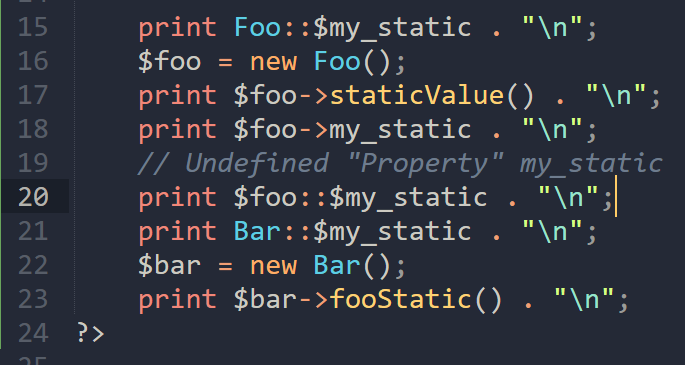 15 print Foo::$my_static . "\n";
16 $foo = new Foo();
17 print $foo->staticValue() . "\n";
18 print $foo->my_static . "\n";
19 // Undefined "Property" my_static
20 print $foo::$my_static . "\n";
21 print Bar::$my_static . "\n";
22 $bar = new Bar();
23 print $bar->fooStatic() . "\n";
24 ?>